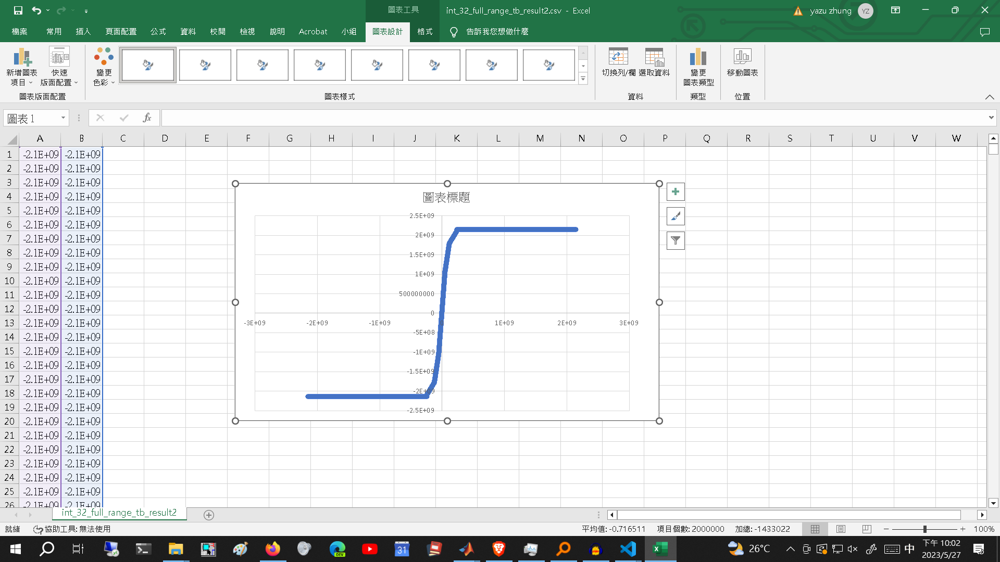 圖表工具
int_32_full_range_tb_result2.csv - Excel
yazu zhung
YZ
檔案 常用 插入 頁面配置 公式 資料 校閱 檢視 說明 Acrobat 小組 圖表設計 格式 告訴我您想做什麼
新增圖表
項目
快速
版面配置
變更
色彩
切換列/欄 選取資料
變更
圖表類型
移動圖表
圖表版面配置 圖表樣式 資料 類型 位置
圖表 1
fx
A B C D E F G H I J K L M N O P Q R S T U V W
1 -2.1E+09 -2.1E+09
2 -2.1E+09 -2.1E+09
3 -2.1E+09 -2.1E+09
4 -2.1E+09 -2.1E+09
5 -2.1E+09 -2.1E+09
6 -2.1E+09 -2.1E+09
7 -2.1E+09 -2.1E+09
8 -2.1E+09 -2.1E+09
9 -2.1E+09 -2.1E+09
10 -2.1E+09 -2.1E+09
11 -2.1E+09 -2.1E+09
12 -2.1E+09 -2.1E+09
13 -2.1E+09 -2.1E+09
14 -2.1E+09 -2.1E+09
15 -2.1E+09 -2.1E+09
16 -2.1E+09 -2.1E+09
17 -2.1E+09 -2.1E+09
18 -2.1E+09 -2.1E+09
19 -2.1E+09 -2.1E+09
20 -2.1E+09 -2.1E+09
21 -2.1E+09 -2.1E+09
22 -2.1E+09 -2.1E+09
23 -2.1E+09 -2.1E+09
24 -2.1E+09 -2.1E+09
25 -2.1E+09 -2.1E+09
26 -2.1E+09 -2.1E+09
圖表標題
2.5E+09
2E+09
1.5E+09
1E+09
500000000
0
-3E+09 -2E+09 -1E+09 0 1E+09 2E+09 3E+09
-5E+08
-1E+09
-1.5E+09
-2E+09
-2.5E+09
int_32_full_range_tb_result2
就緒 協助工具: 無法使用 平均值: -0.716511 項目個數: 2000000 加總: -1433022 100%
DEV
31
26°C
中
下午 10:02
2023/5/27